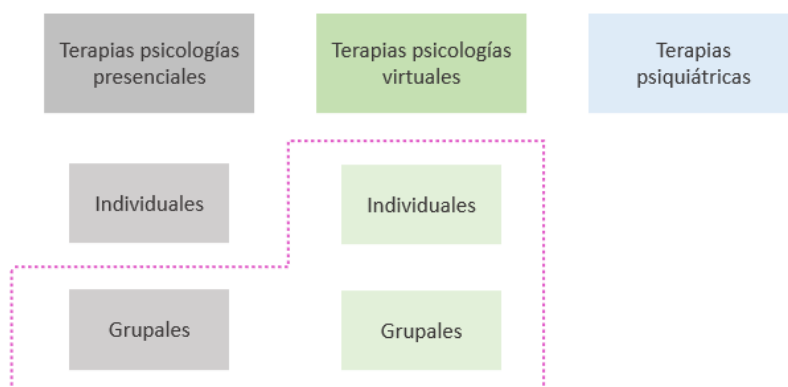 Terapias psicologías
presenciales
Terapias psicologías
virtuales
Terapias
psiquiátricas
Individuales
Individuales
Grupales
Grupales